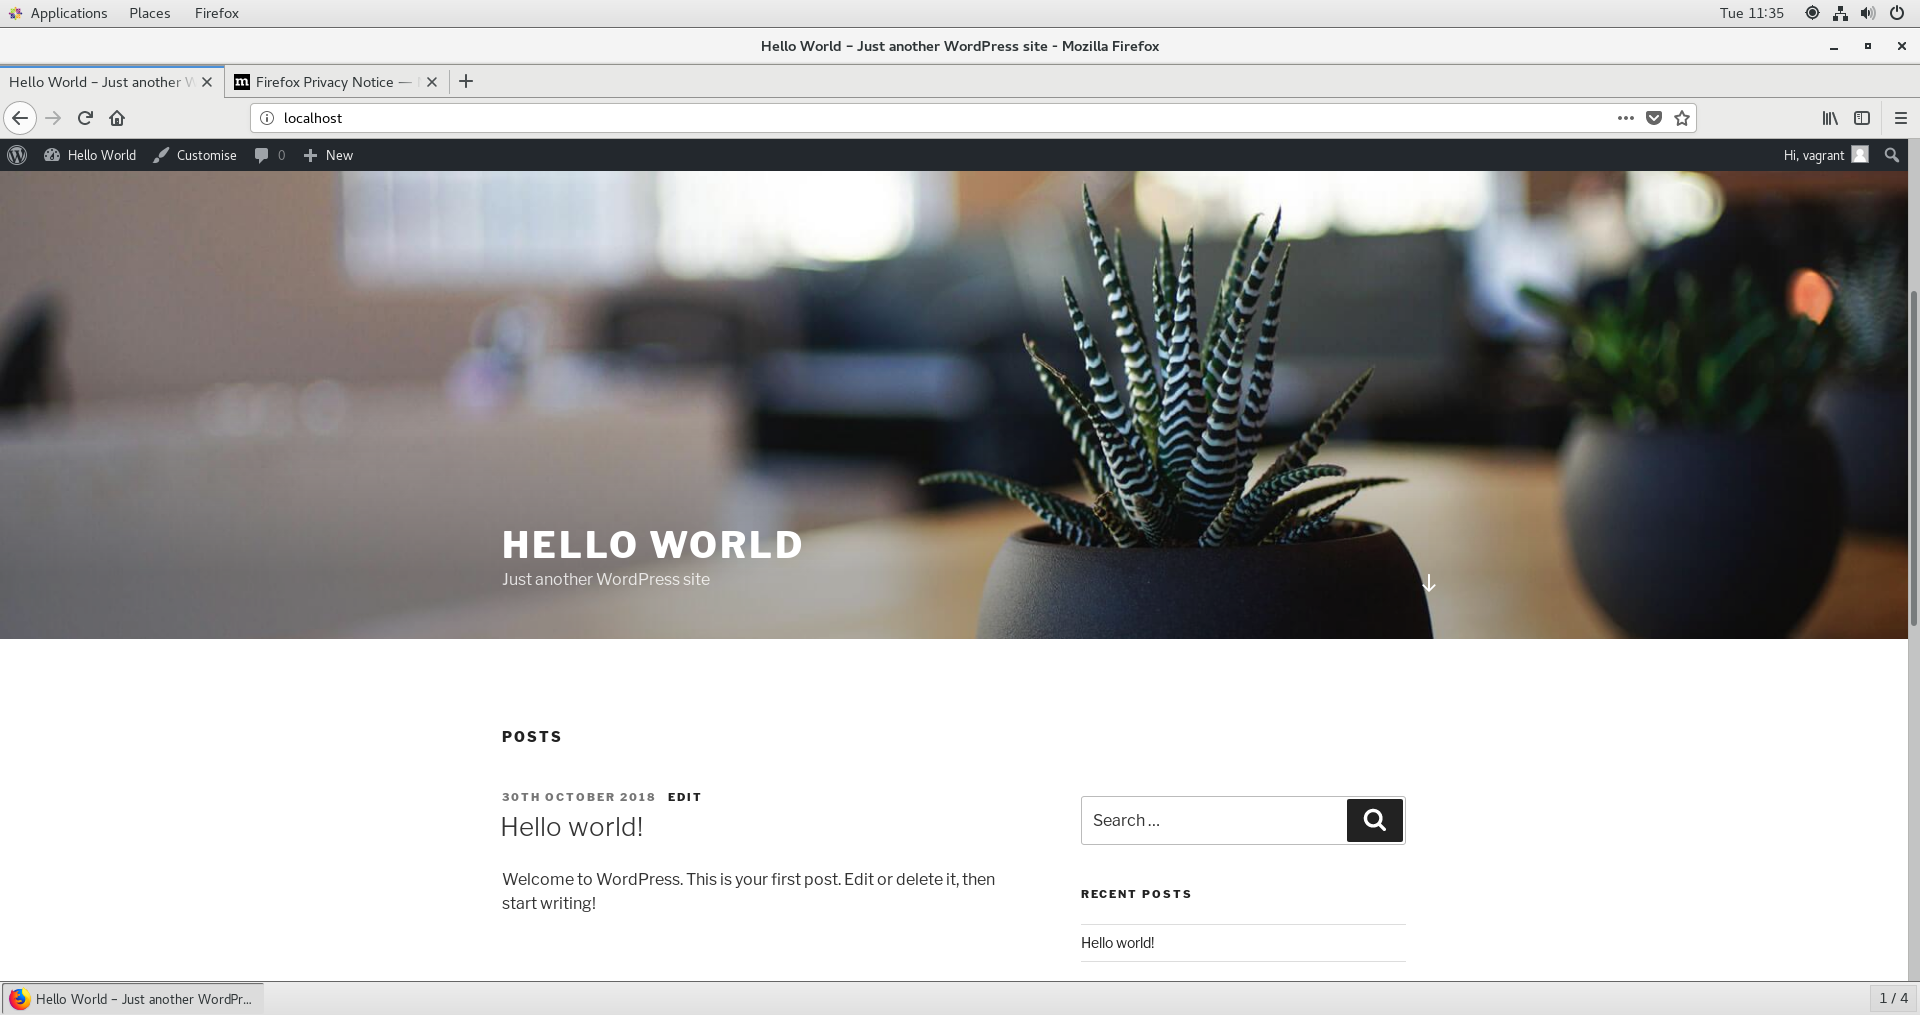 Applications Places Firefox Tue 11:35
Hello World – Just another WordPress site - Mozilla Firefox
Hello World – Just another W Firefox Privacy Notice —
localhost
Hello World Customise 0 New Hi, vagrant
HELLO WORLD
Just another WordPress site
POSTS
30TH OCTOBER 2018 EDIT
Hello world!
Welcome to WordPress. This is your first post. Edit or delete it, then
start writing!
Search …
RECENT POSTS
Hello world!
Hello World – Just another WordPr...
1 / 4